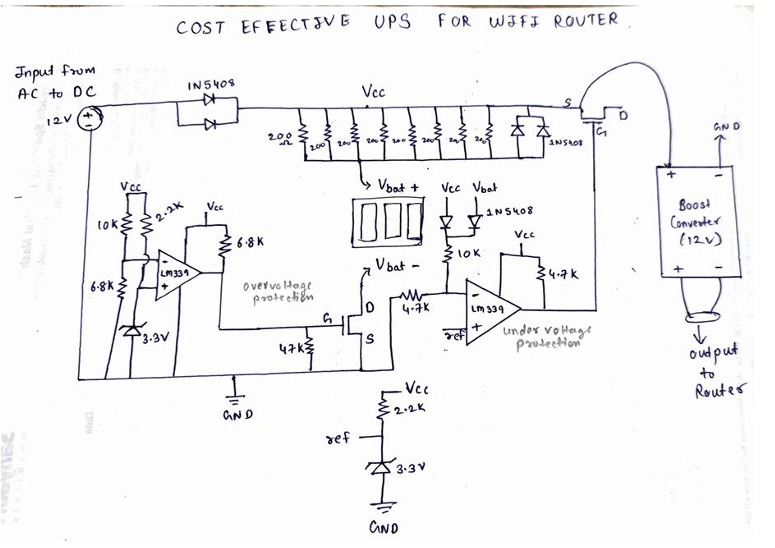 COST EFFECTIVE UPS FOR WIFI ROUTER
Input from
AC to DC
12V
1N5408
Vcc
S
D
G
200
Ω
200
200
200
200
200
200
200
1N5408
GND
Vbat +
+ -
Boost
Converter
(12V)
+ -
output
to
Router
Vcc
10K
2.2K
Vcc
6.8K
6.8K
-
+
LM339
3.3V
overvoltage
protection
Vbat -
D
G
S
47K
GND
Vcc
Vbat
1N5408
10K
Vcc
4.7K
4.7K
-
LM339
+
ref
under voltage
protection
Vcc
2.2K
ref
3.3V
GND